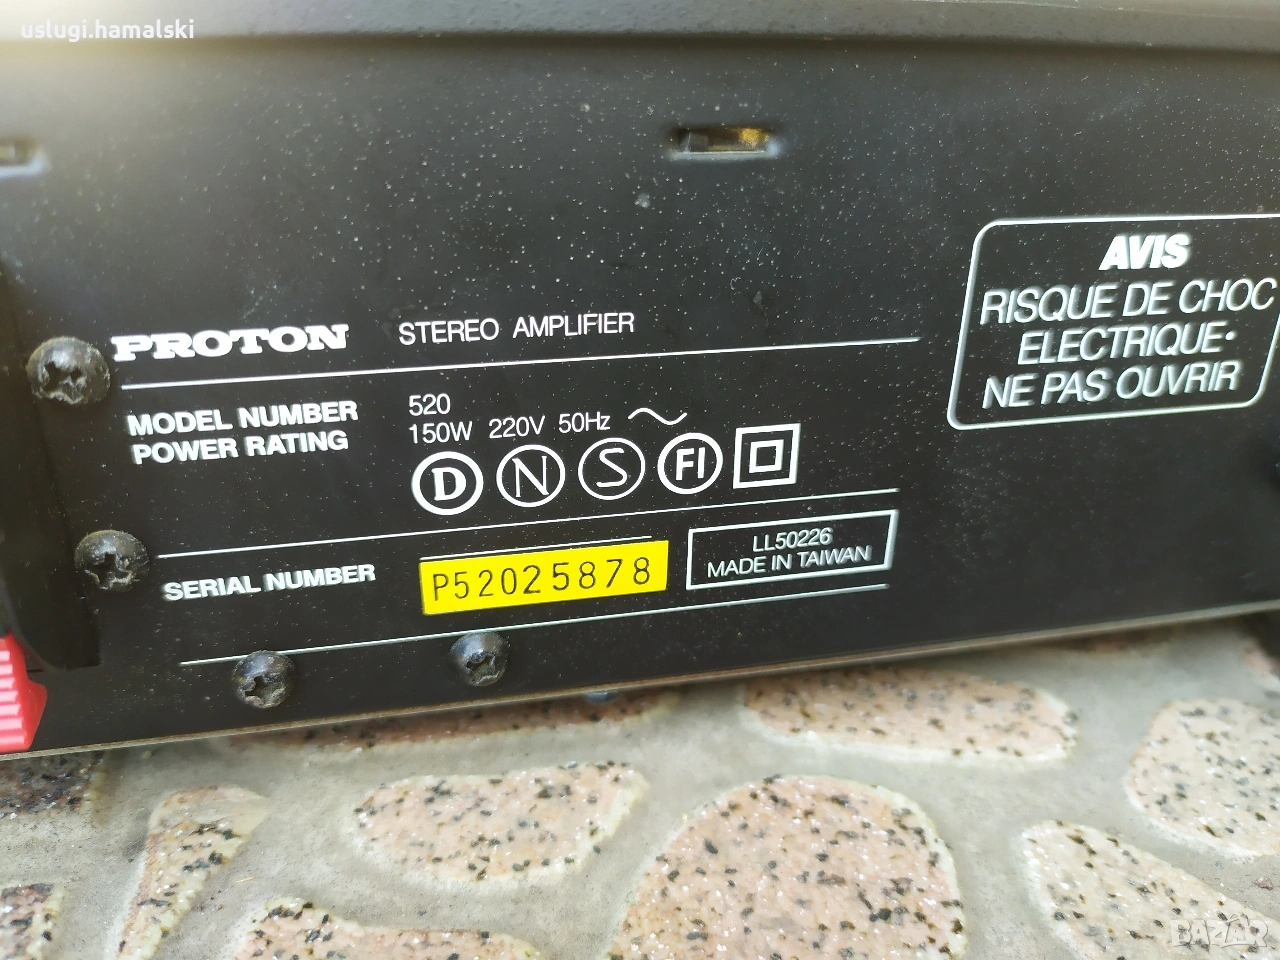 uslugi.hamalski
PROTON STEREO AMPLIFIER
MODEL NUMBER 520
POWER RATING 150W 220V 50Hz
D N S FI
SERIAL NUMBER P52025878
LL50226
MADE IN TAIWAN
AVIS
RISQUE DE CHOC
ELECTRIQUE·
NE PAS OUVRIR
BAZAR